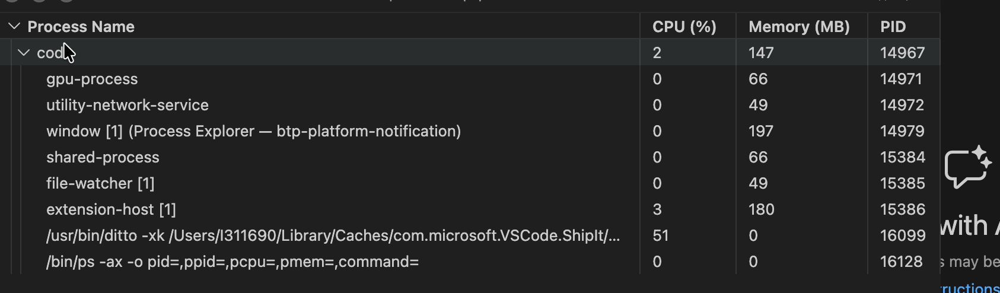 Process Name CPU (%) Memory (MB) PID
cod 2 147 14967
gpu-process 0 66 14971
utility-network-service 0 49 14972
window [1] (Process Explorer — btp-platform-notification) 0 197 14979
shared-process 0 66 15384
file-watcher [1] 0 49 15385
extension-host [1] 3 180 15386
/usr/bin/ditto -xk /Users/I311690/Library/Caches/com.microsoft.VSCode.ShipIt/... 51 0 16099
/bin/ps -ax -o pid=,ppid=,pcpu=,pmem=,command= 0 0 16128
with
s may be
ructions